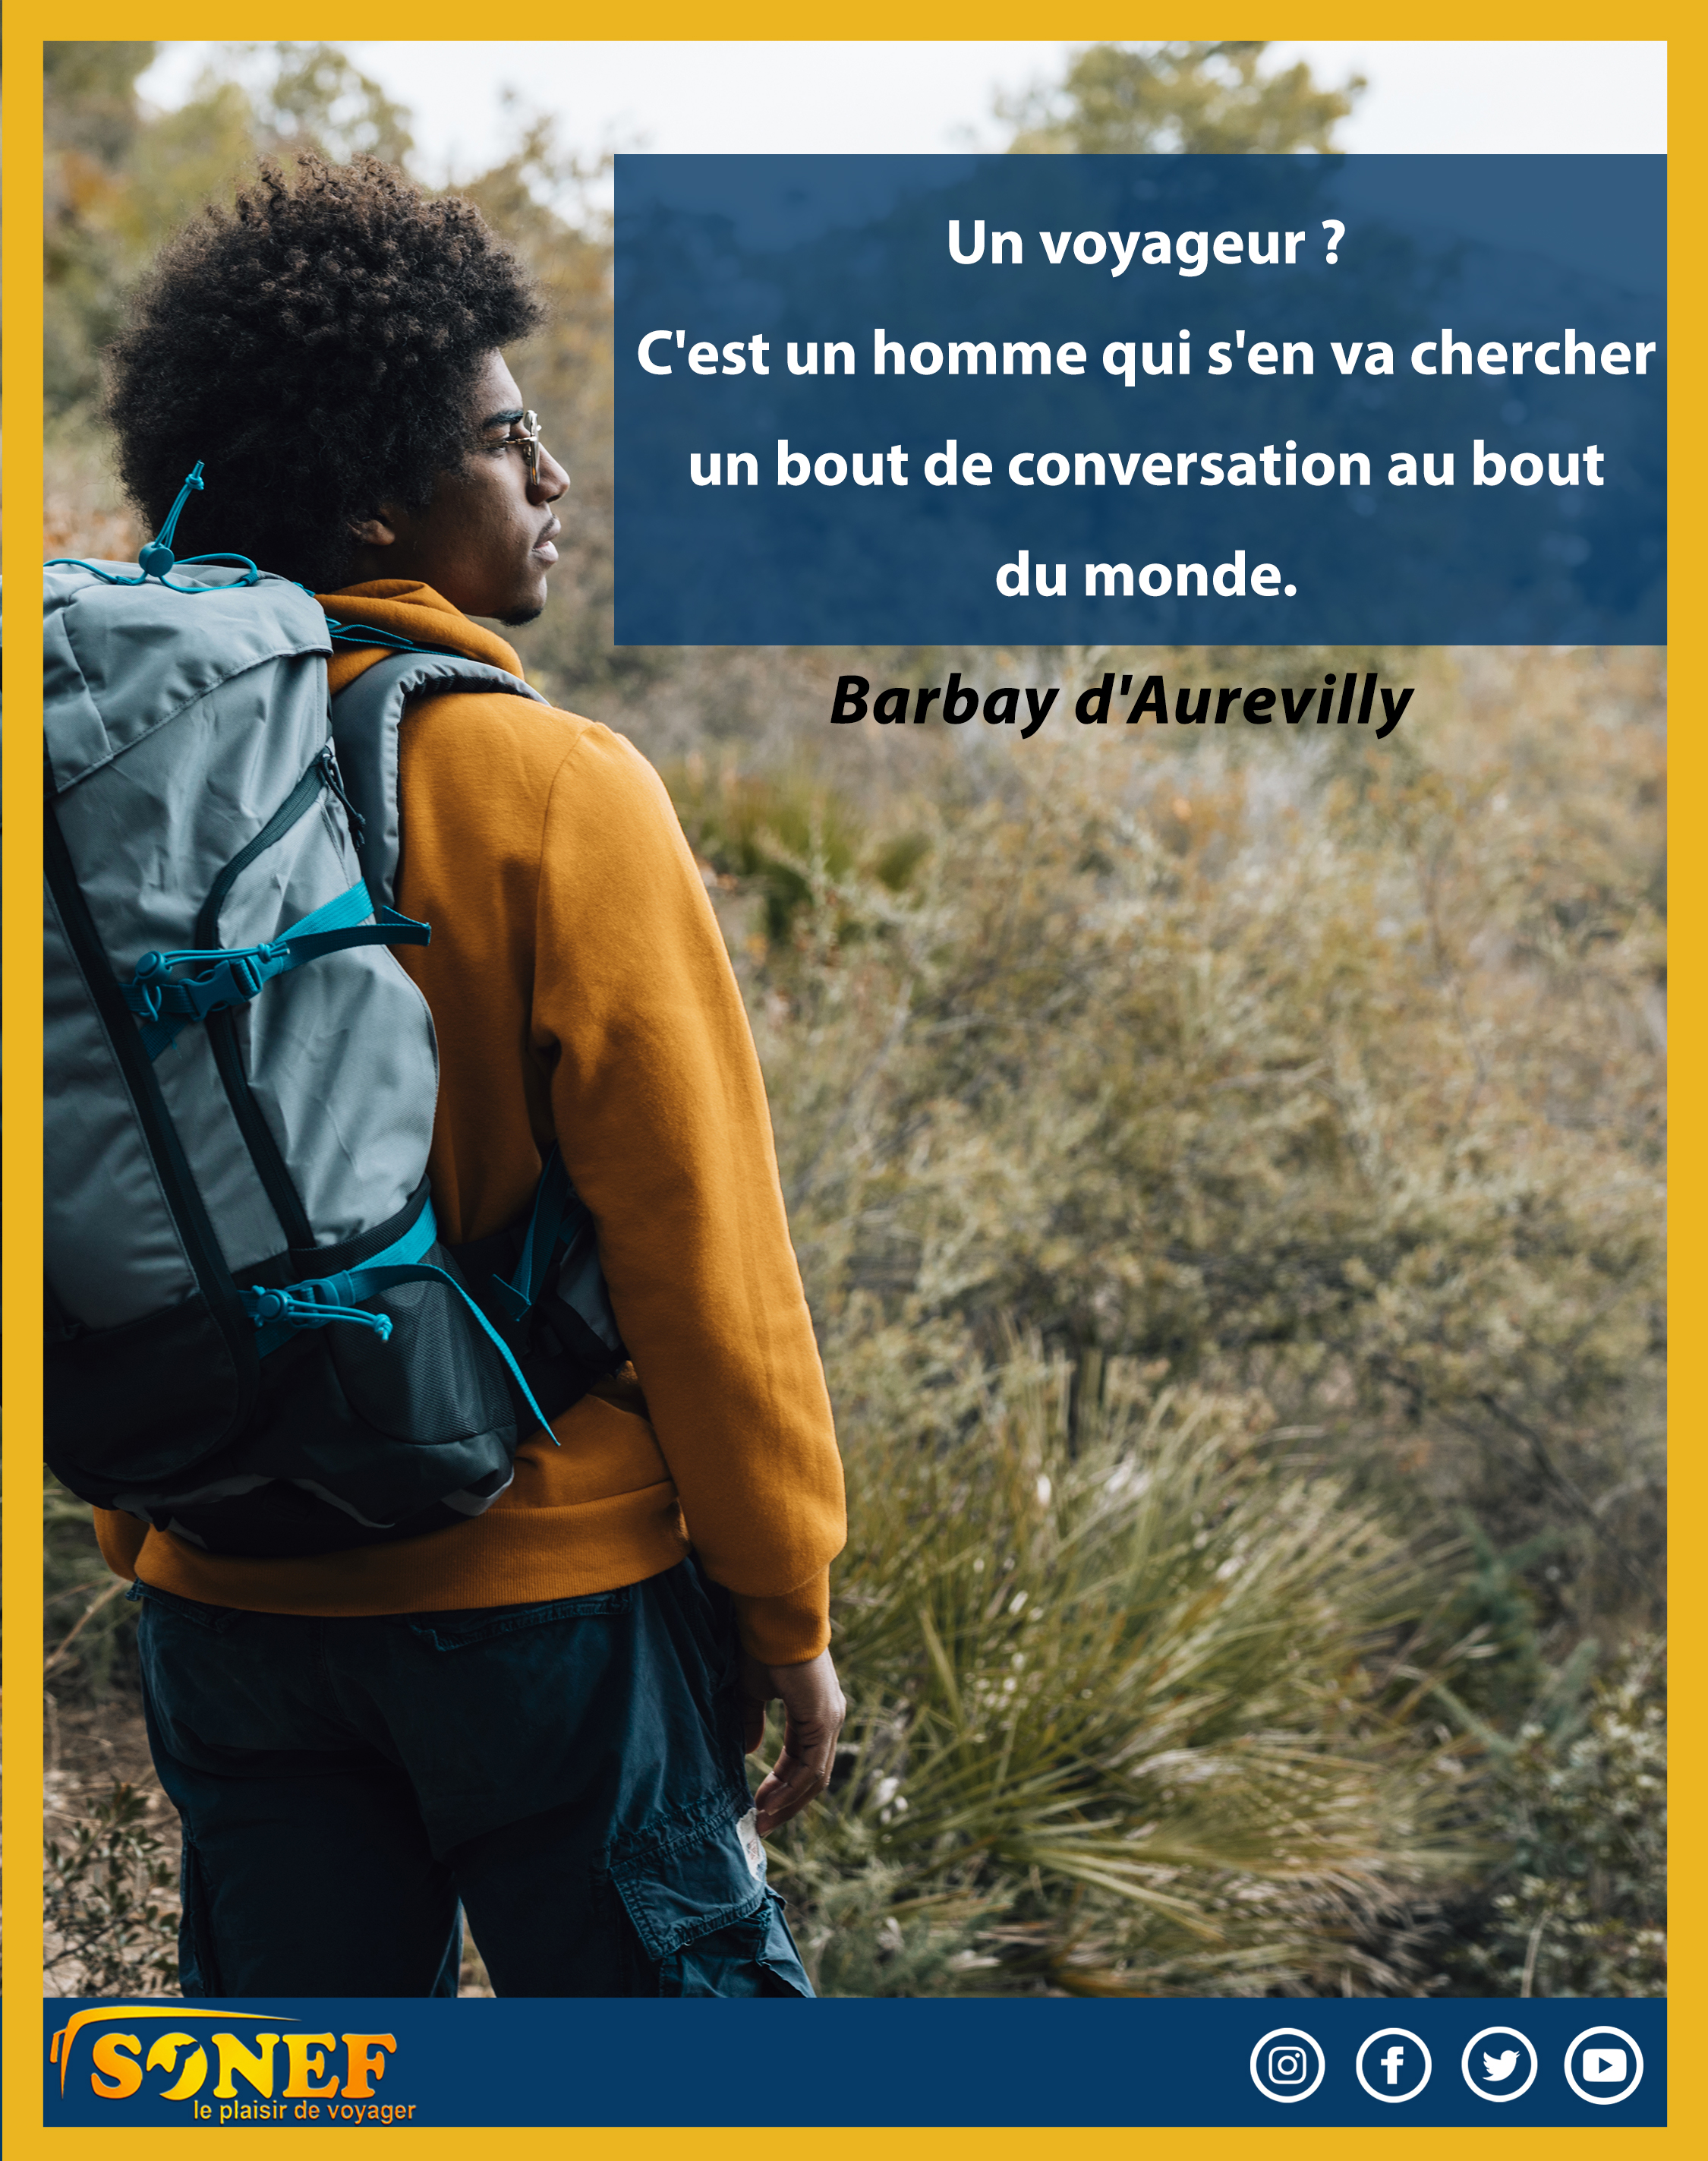 Un voyageur ?
C'est un homme qui s'en va chercher
un bout de conversation au bout
du monde.
Barbay d'Aurevilly
SONEF
le plaisir de voyager